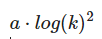 a · log(k)²